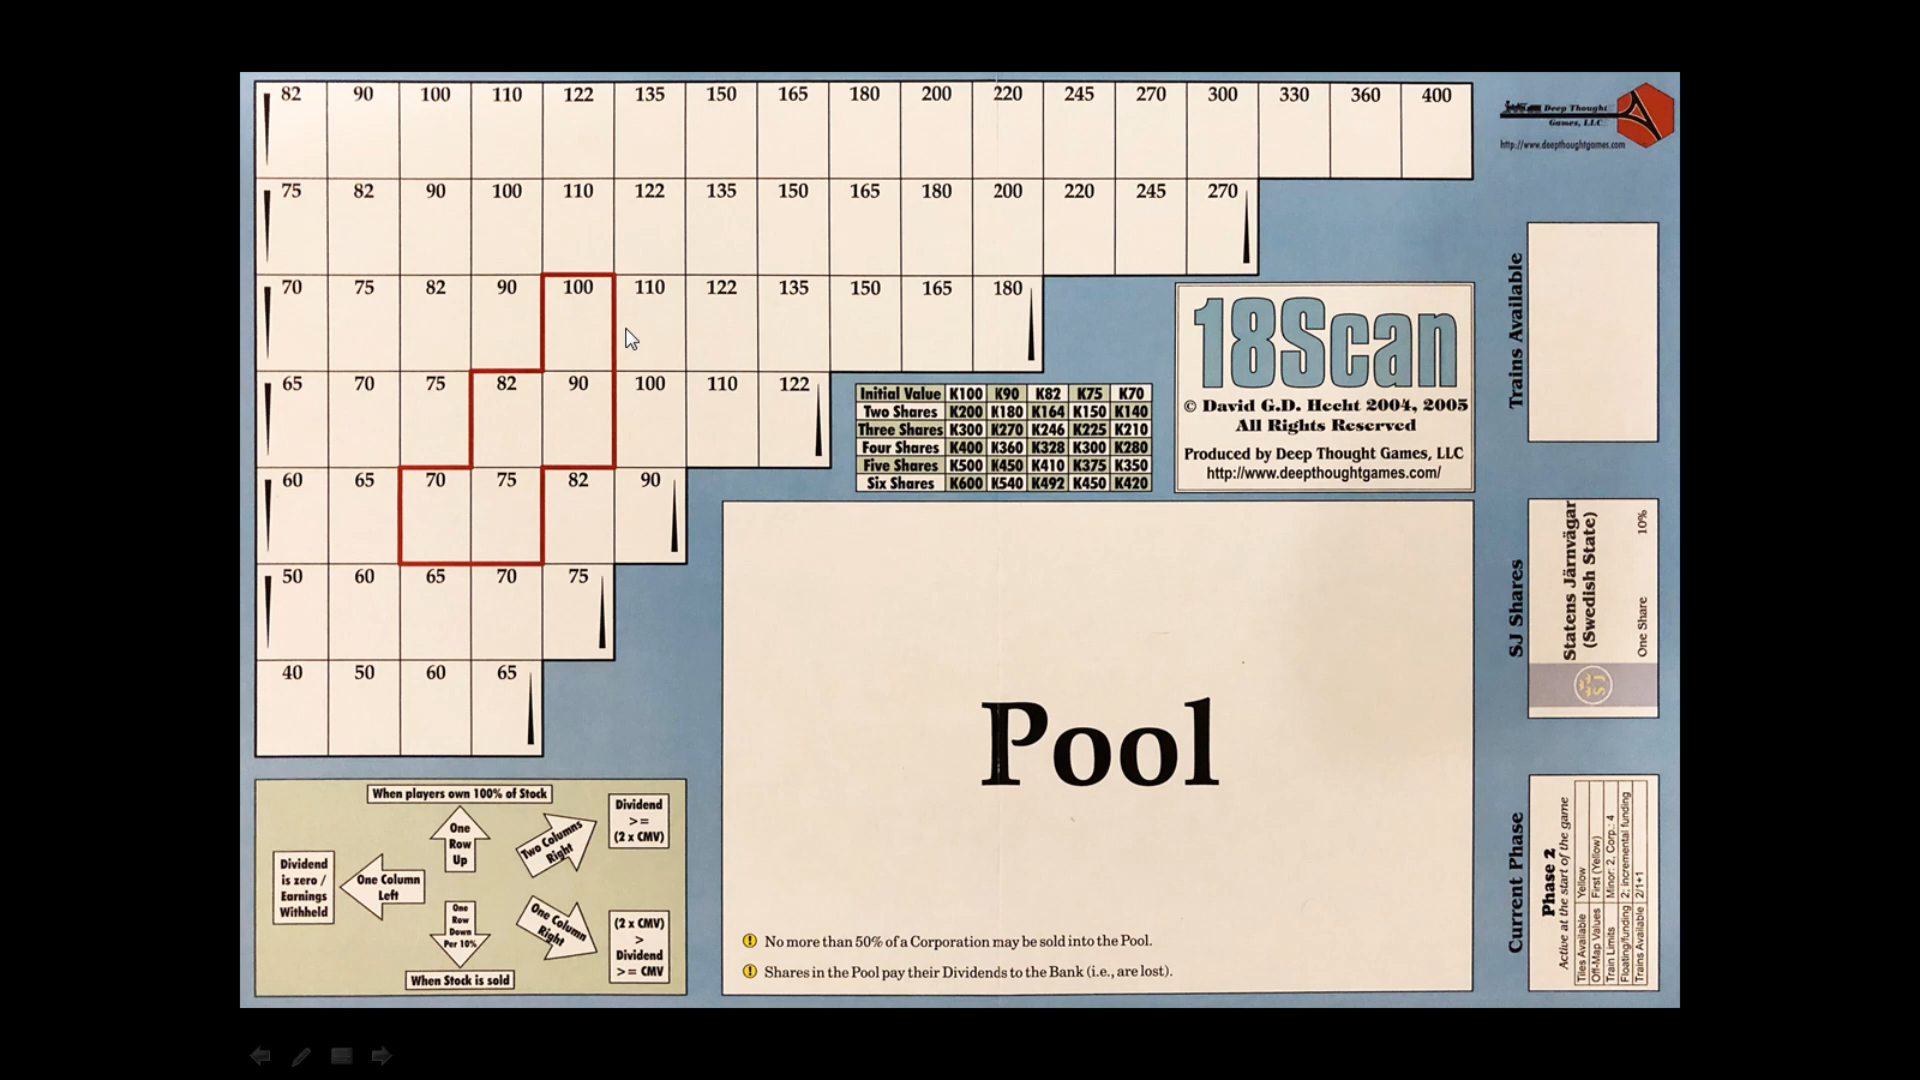 82 90 100 110 122 135 150 165 180 200 220 245 270 300 330 360 400
75 82 90 100 110 122 135 150 165 180 200 220 245 270
70 75 82 90 100 110 122 135 150 165 180
65 70 75 82 90 100 110 122
60 65 70 75 82 90
50 60 65 70 75
40 50 60 65
Deep Thought
Games, LLC
http://www.deepthoughtgames.com
18Scan
© David G.D. Hecht 2004, 2005
All Rights Reserved
Produced by Deep Thought Games, LLC
http://www.deepthoughtgames.com/
Initial Value K100 K90 K82 K75 K70
Two Shares K200 K180 K164 K150 K140
Three Shares K300 K270 K246 K225 K210
Four Shares K400 K360 K328 K300 K280
Five Shares K500 K450 K410 K375 K350
Six Shares K600 K540 K492 K450 K420
Trains Available
SJ Shares
Statens Järnvägar
(Swedish State)
One Share 10%
SJ
Current Phase
Phase 2
Active at the start of the game
Tiles Available Yellow
Off-Map Values First (Yellow)
Train Limits Minor: 2, Corp.: 4
Floating/funding 2; incremental funding
Trains Available 2/1+1
Pool
No more than 50% of a Corporation may be sold into the Pool.
Shares in the Pool pay their Dividends to the Bank (i.e., are lost).
When players own 100% of Stock
One
Row
Up
Two Columns
Right
Dividend
>=
(2 x CMV)
Dividend
is zero /
Earnings
Withheld
One Column
Left
One
Row
Down
Per 10%
One Column
Right
(2 x CMV)
>
Dividend
>= CMV
When Stock is sold